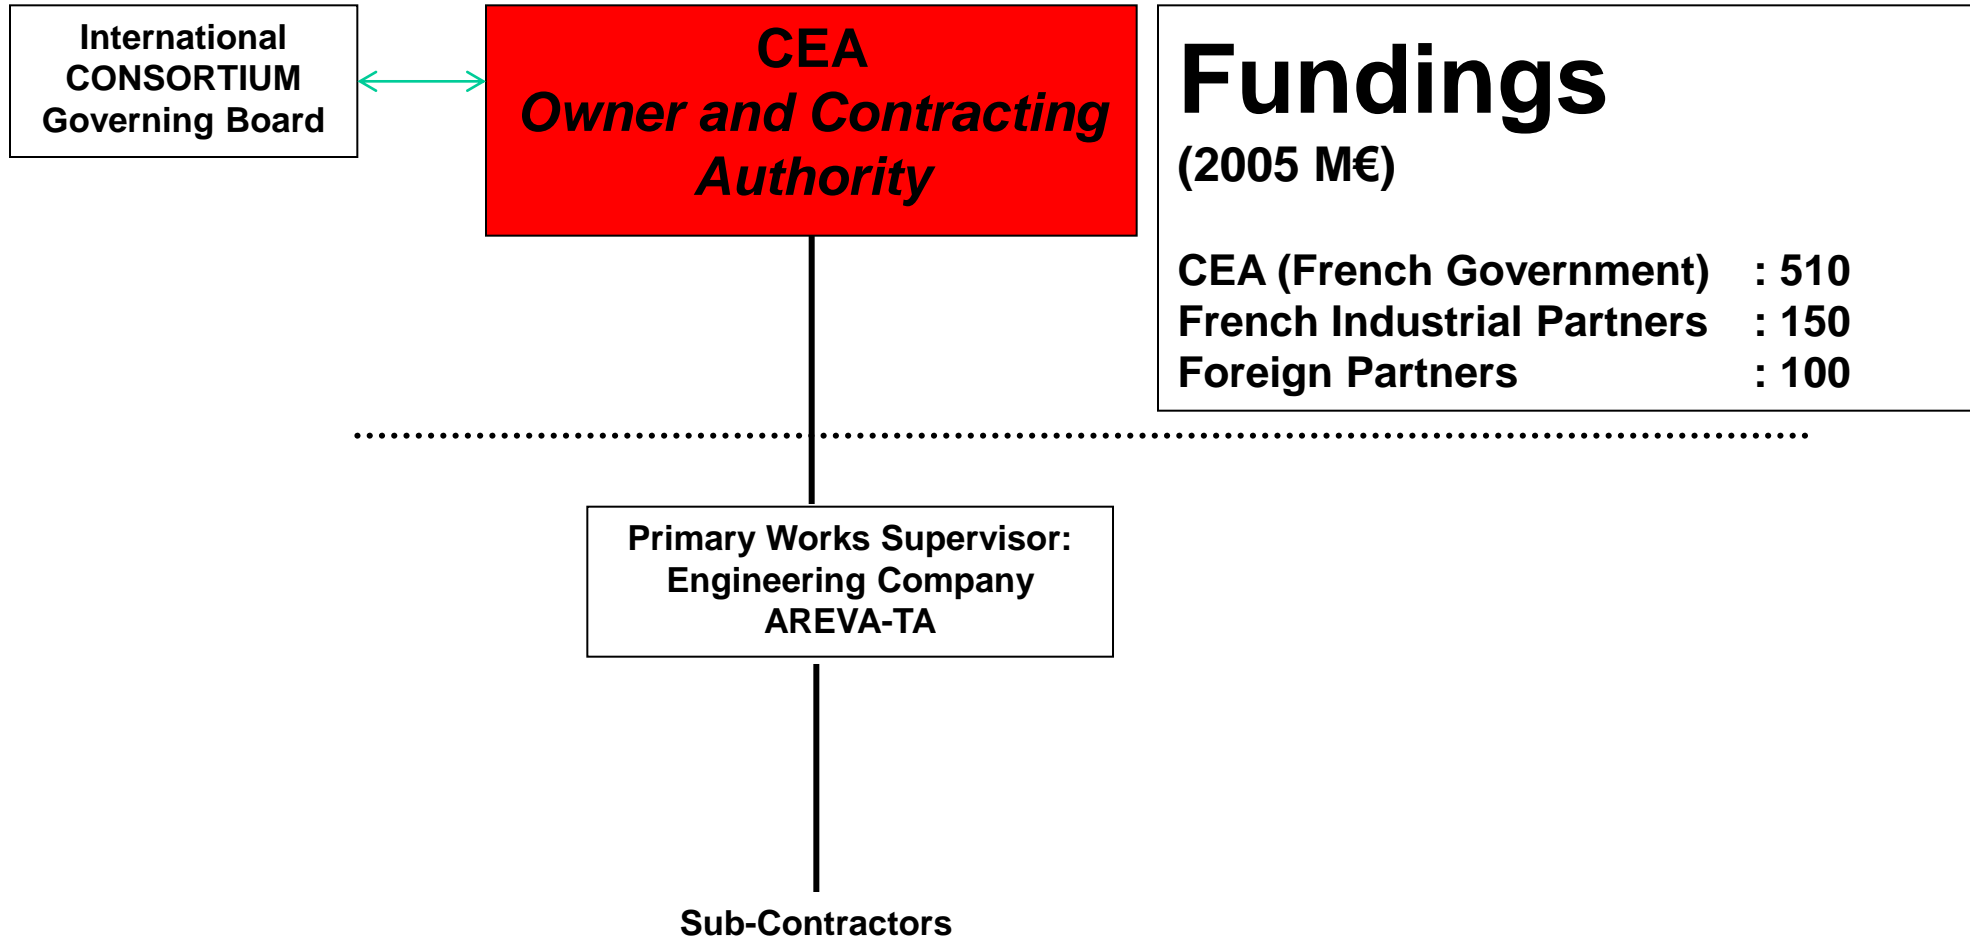 International
CONSORTIUM
Governing Board
CEA
Owner and Contracting
Authority
Fundings
(2005 M€)
CEA (French Government) : 510
French Industrial Partners : 150
Foreign Partners : 100
Primary Works Supervisor:
Engineering Company
AREVA-TA
Sub-Contractors